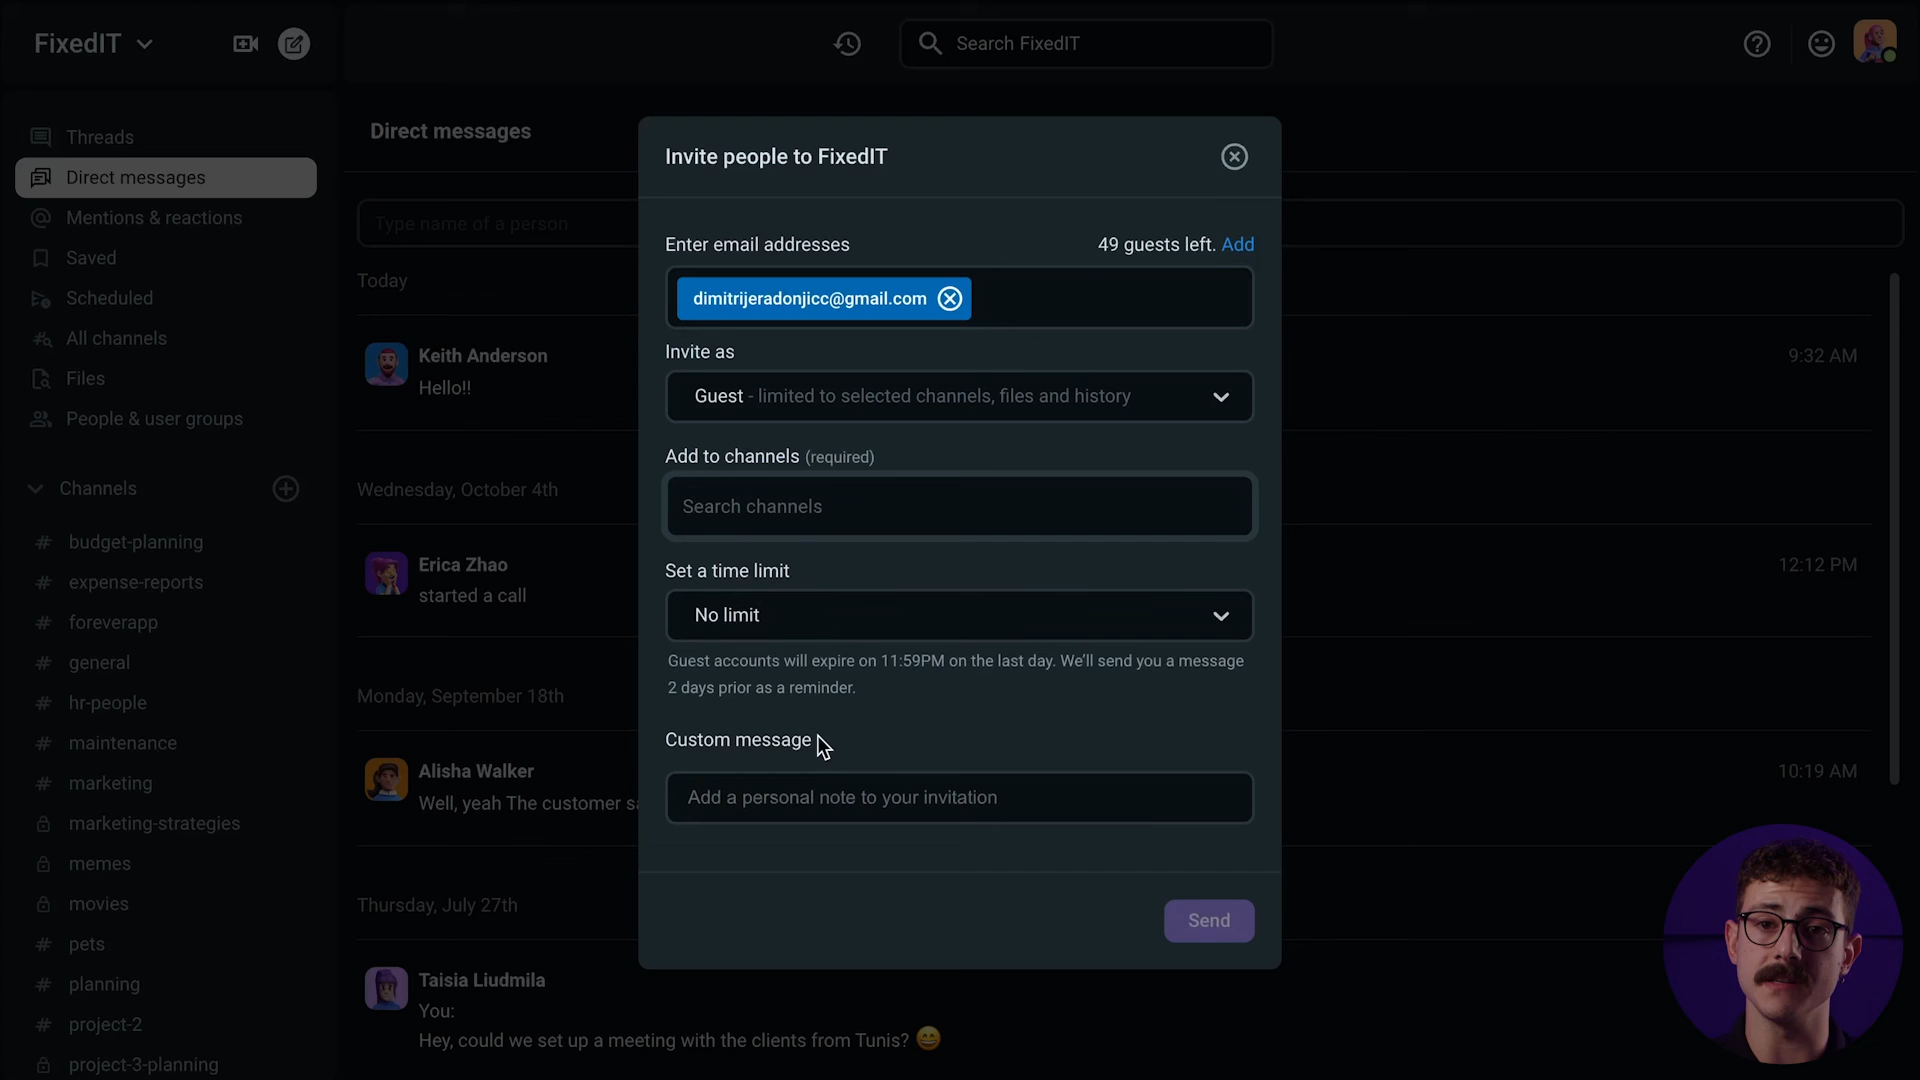 FixedIT
Search FixedIT
Threads
Direct messages
Mentions & reactions
Saved
Scheduled
All channels
Files
People & user groups
Channels
budget-planning
expense-reports
foreverapp
general
hr-people
maintenance
marketing
marketing-strategies
memes
movies
pets
planning
project-2
project-3-planning
Direct messages
Type name of a person
Today
Keith Anderson
9:32 AM
Hello!!
Wednesday, October 4th
Erica Zhao
12:12 PM
started a call
Monday, September 18th
Alisha Walker
10:19 AM
Well, yeah The customer sa
Thursday, July 27th
Taisia Liudmila
You:
Hey, could we set up a meeting with the clients from Tunis? 😄
Invite people to FixedIT
Enter email addresses
49 guests left. Add
dimitrijeradonjicc@gmail.com
Invite as
Guest - limited to selected channels, files and history
Add to channels (required)
Search channels
Set a time limit
No limit
Guest accounts will expire on 11:59PM on the last day. We'll send you a message
2 days prior as a reminder.
Custom message
Add a personal note to your invitation
Send